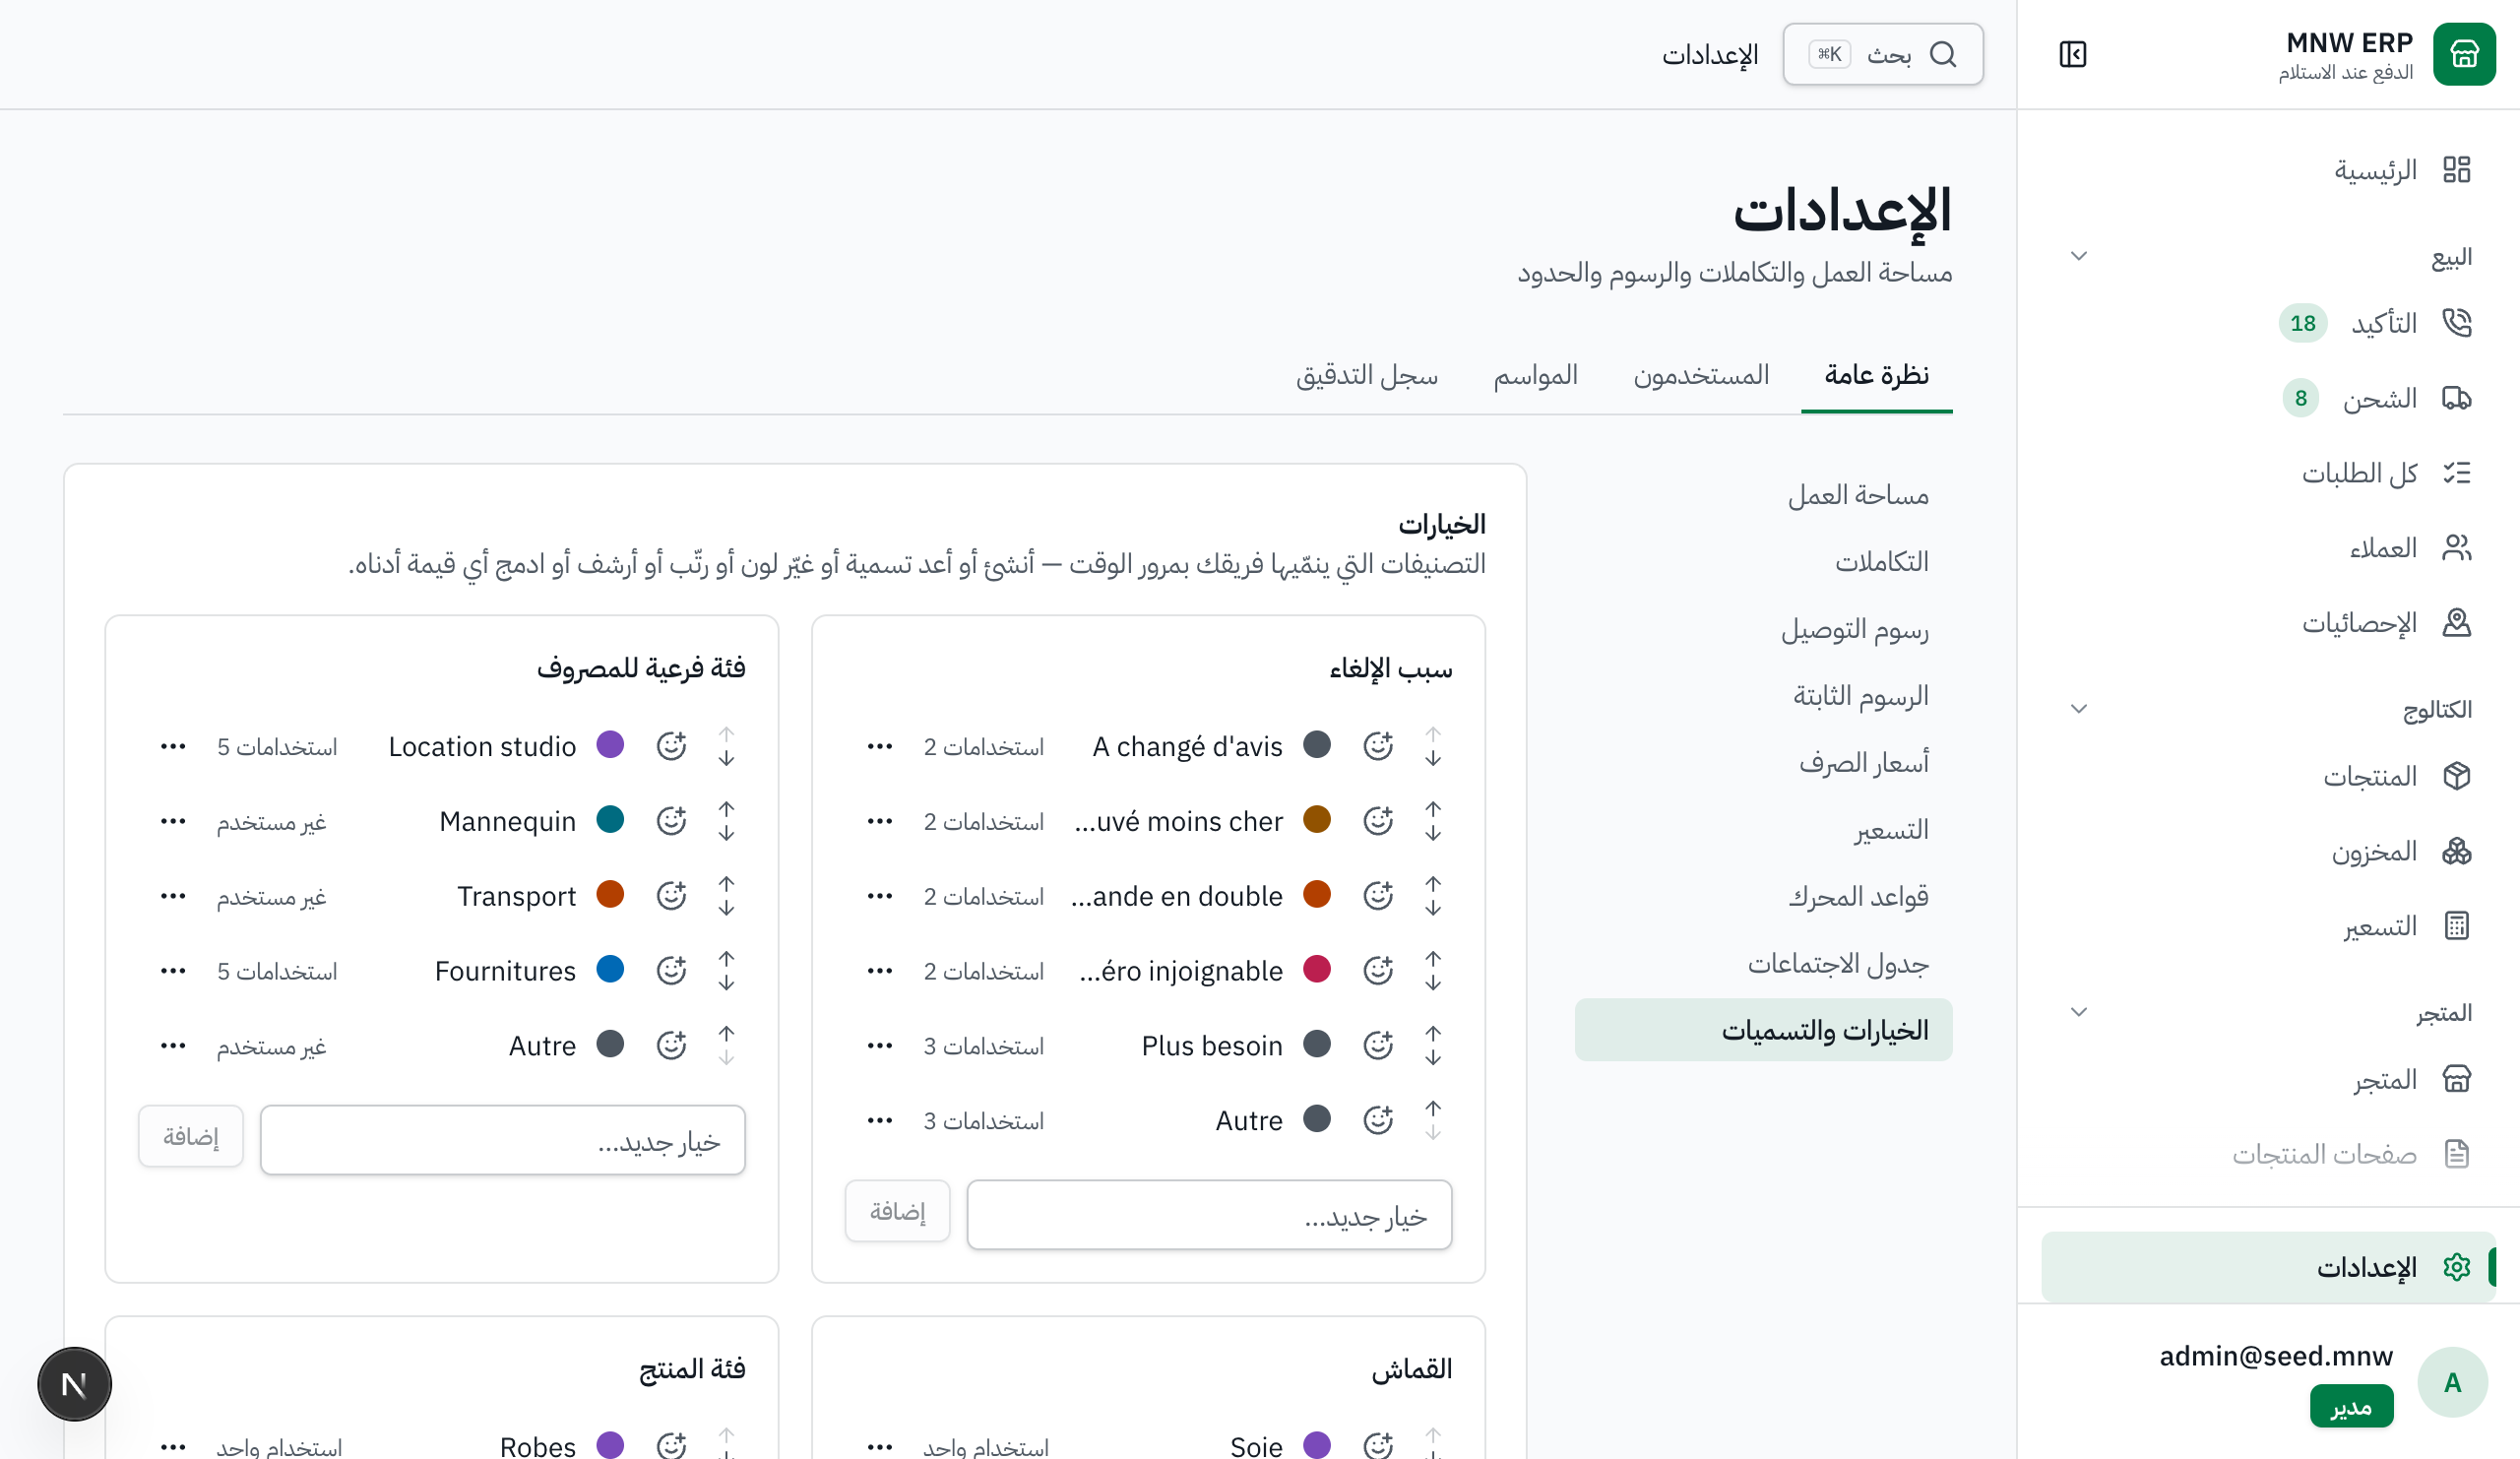 MNW ERP
الدفع عند الاستلام
بحث ⌘K
الإعدادات
الرئيسية
البيع
التأكيد 18
الشحن 8
كل الطلبات
العملاء
الإحصائيات
الكتالوج
المنتجات
المخزون
التسعير
المتجر
المتجر
صفحات المنتجات
الإعدادات
admin@seed.mnw
مدير
A
الإعدادات
مساحة العمل والتكاملات والرسوم والحدود
نظرة عامة
المستخدمون
المواسم
سجل التدقيق
مساحة العمل
التكاملات
رسوم التوصيل
الرسوم الثابتة
أسعار الصرف
التسعير
قواعد المحرك
جدول الاجتماعات
الخيارات والتسميات
الخيارات
التصنيفات التي ينمّيها فريقك بمرور الوقت — أنشئ أو أعد تسمية أو غيّر لون أو رتّب أو أرشف أو ادمج أي قيمة أدناه.
سبب الإلغاء
A changé d'avis
2 استخدامات
...uvé moins cher
2 استخدامات
...ande en double
2 استخدامات
...éro injoignable
2 استخدامات
Plus besoin
3 استخدامات
Autre
3 استخدامات
خيار جديد...
إضافة
فئة فرعية للمصروف
Location studio
5 استخدامات
Mannequin
غير مستخدم
Transport
غير مستخدم
Fournitures
5 استخدامات
Autre
غير مستخدم
خيار جديد...
إضافة
القماش
Soie
استخدام واحد
فئة المنتج
Robes
استخدام واحد
N